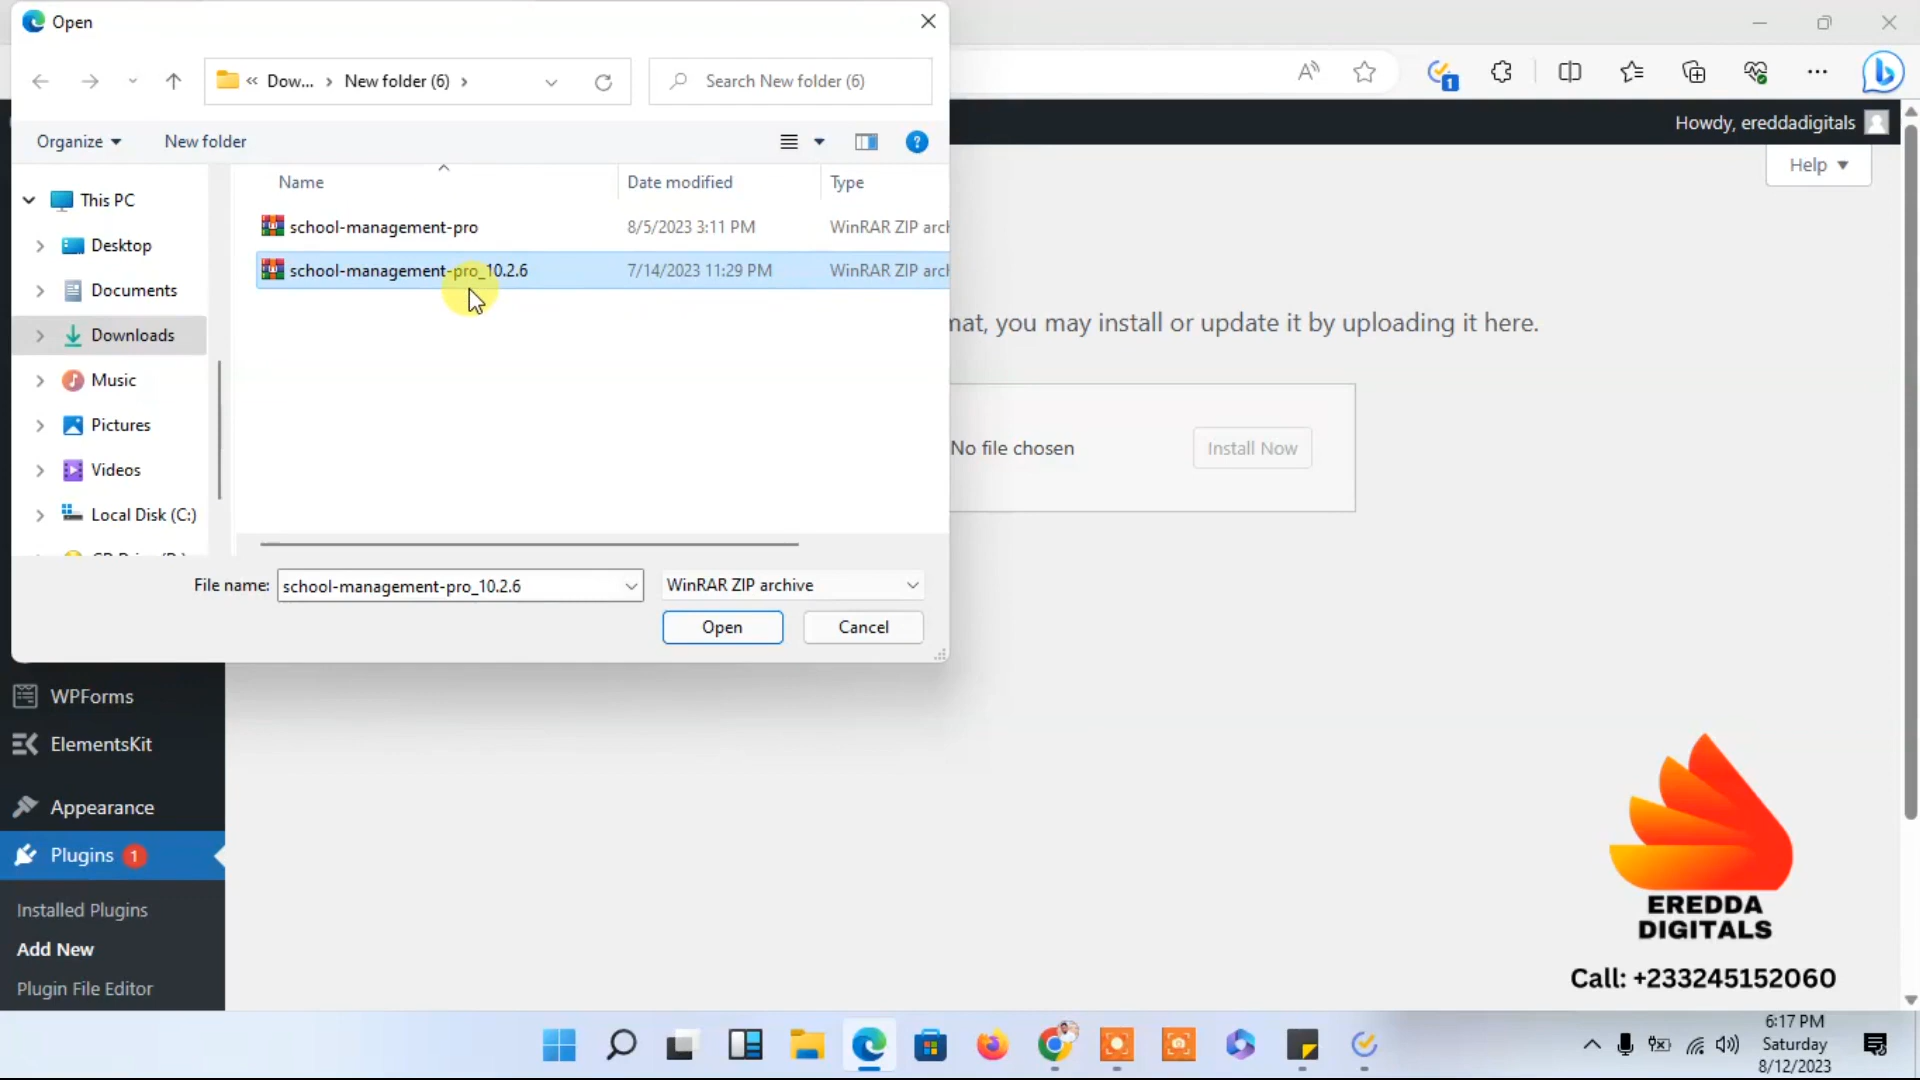 Open
Dow...
New folder (6)
Search New folder (6)
1
Organize
New folder
?
Howdy, ereddadigitals
Help
Name
Date modified
Type
This PC
Desktop
Documents
Downloads
Music
Pictures
Videos
Local Disk (C:)
school-management-pro
8/5/2023 3:11 PM
WinRAR ZIP arch
school-management-pro_10.2.6
7/14/2023 11:29 PM
WinRAR ZIP arch
mat, you may install or update it by uploading it here.
No file chosen
Install Now
File name:
school-management-pro_10.2.6
WinRAR ZIP archive
Open
Cancel
WPForms
ElementsKit
Appearance
Plugins 1
Installed Plugins
Add New
Plugin File Editor
EREDDA
DIGITALS
Call: +233245152060
6:17 PM
Saturday
8/12/2023